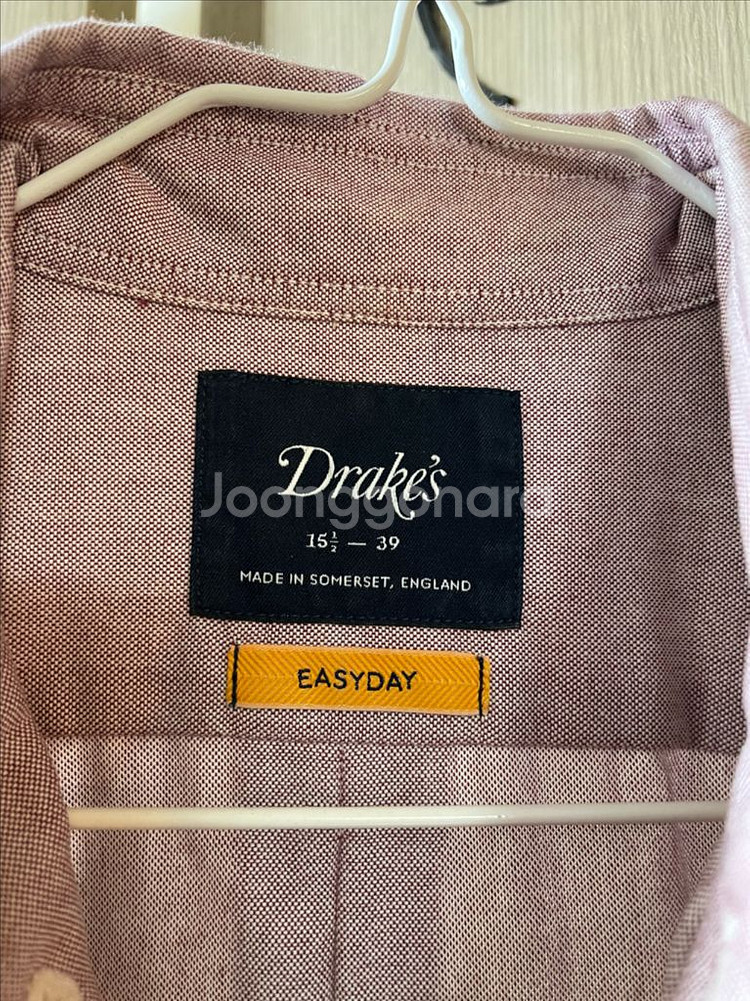 Drake's
Joonggonara
15½ — 39
MADE IN SOMERSET, ENGLAND
EASYDAY